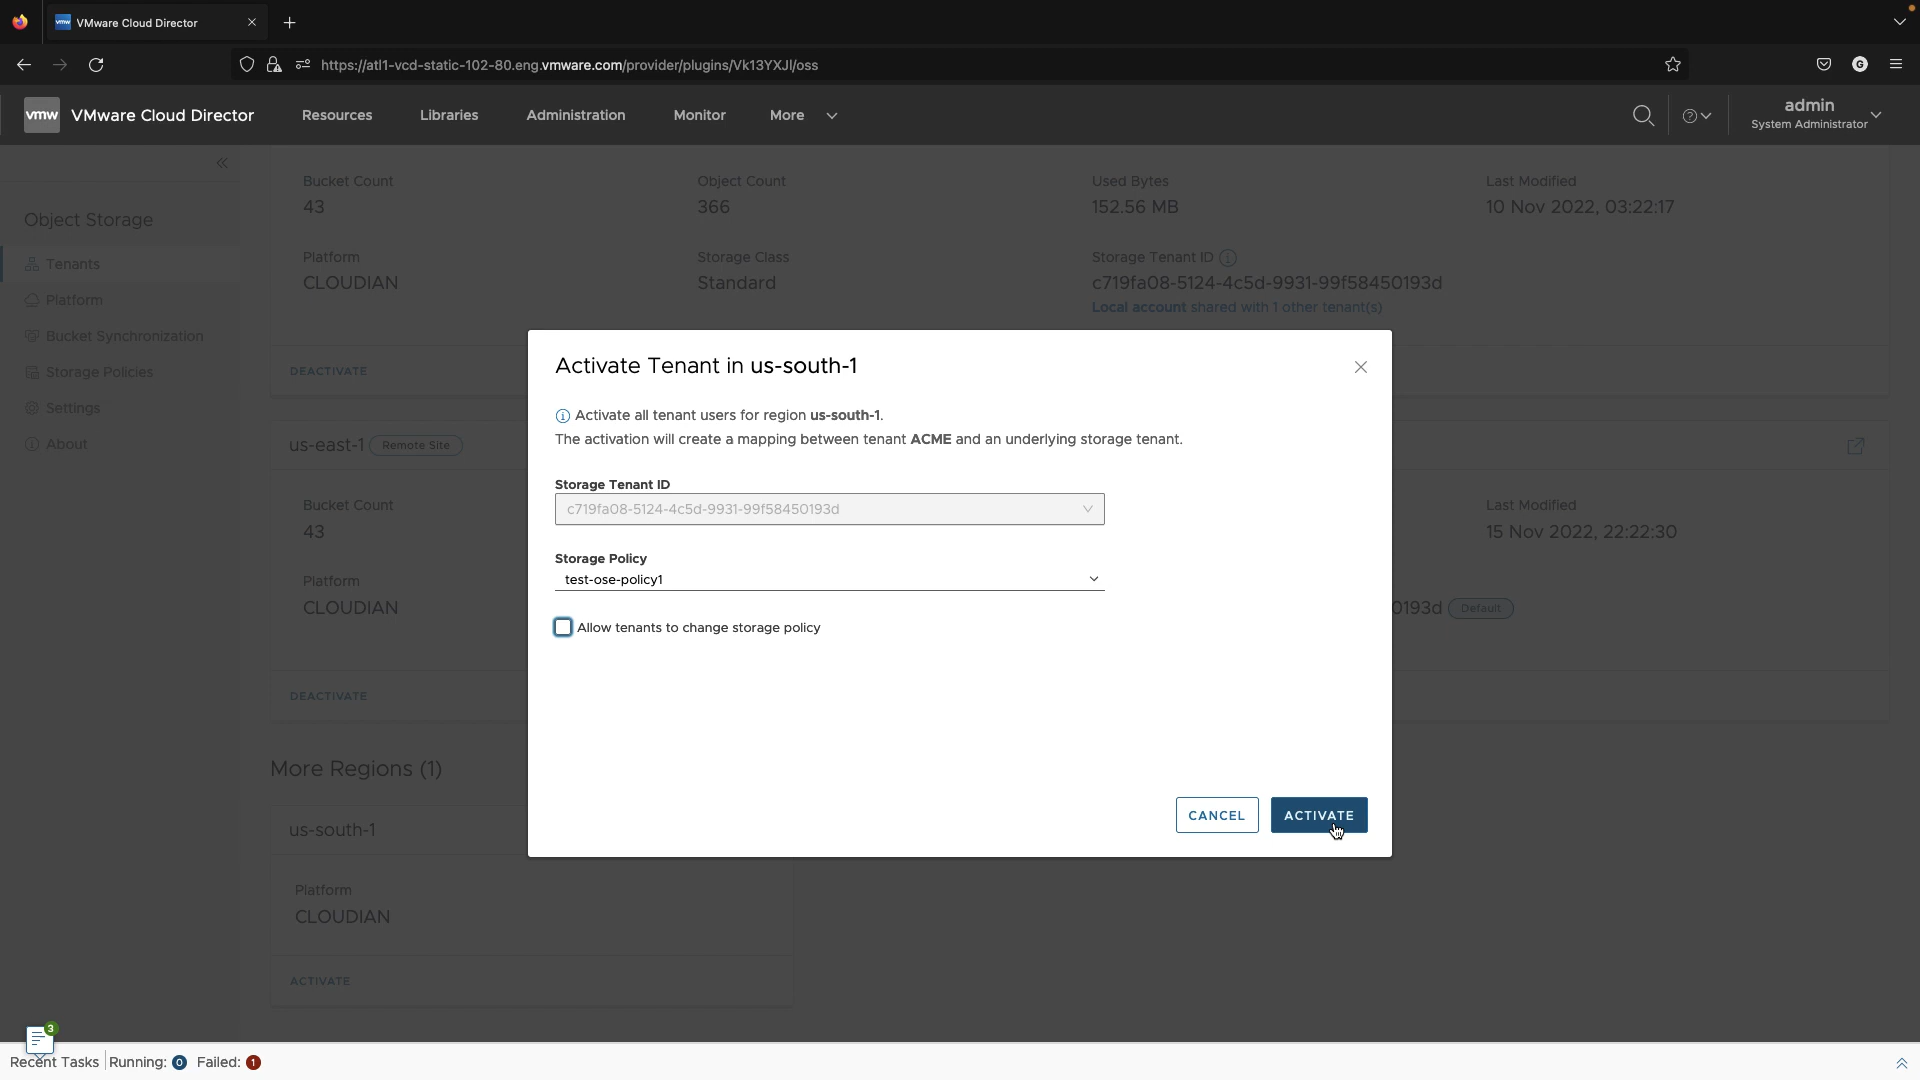 vmw VMware Cloud Director
https://atl1-vcd-static-102-80.eng.vmware.com/provider/plugins/Vk13YXJl/oss
G
vmw VMware Cloud Director Resources Libraries Administration Monitor More
admin
System Administrator
Object Storage
Tenants
Platform
Bucket Synchronization
Storage Policies
Settings
About
Bucket Count Object Count Used Bytes Last Modified
43 366 152.56 MB 10 Nov 2022, 03:22:17
Platform Storage Class Storage Tenant ID
CLOUDIAN Standard c719fa08-5124-4c5d-9931-99f58450193d
Local account shared with 1 other tenant(s)
DEACTIVATE
us-east-1 Remote Site
Bucket Count Last Modified
43 15 Nov 2022, 22:22:30
Platform
CLOUDIAN 0193d Default
DEACTIVATE
More Regions (1)
us-south-1
Platform
CLOUDIAN
ACTIVATE
Activate Tenant in us-south-1
Activate all tenant users for region us-south-1.
The activation will create a mapping between tenant ACME and an underlying storage tenant.
Storage Tenant ID
c719fa08-5124-4c5d-9931-99f58450193d
Storage Policy
test-ose-policy1
Allow tenants to change storage policy
CANCEL ACTIVATE
3
Recent Tasks Running: 0 Failed: 1